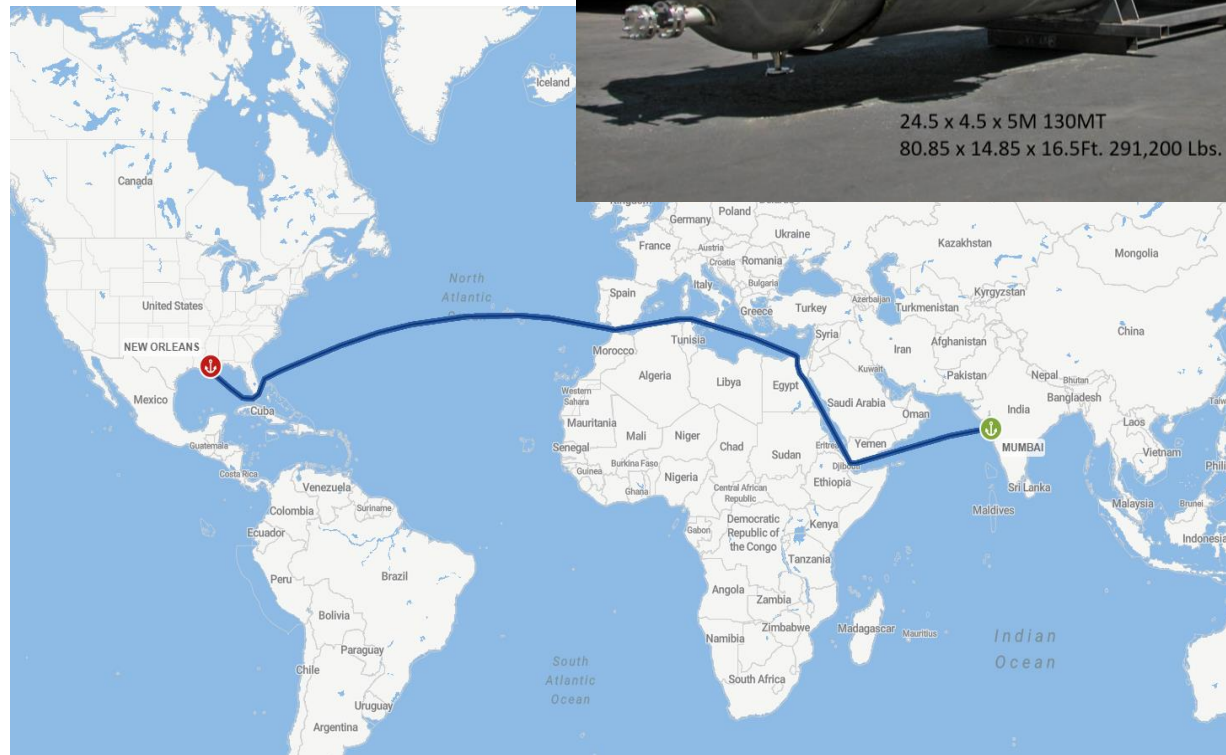 24.5 x 4.5 x 5M 130MT
80.85 x 14.85 x 16.5Ft. 291,200 Lbs.
Iceland
Canada
Germany
Poland
Ukraine
Kazakhstan
Mongolia
France
Austria
Croatia
Romania
Bulgaria
Italy
Spain
Greece
Turkey
Azerbaijan
Turkmenistan
Kyrgyzstan
North
Atlantic
United States
NEW ORLEANS
Morocco
Tunisia
Syria
Iran
Afghanistan
China
Mexico
Cuba
Algeria
Libya
Egypt
Kuwait
Pakistan
Nepal
Bhutan
Bangladesh
Western
Sahara
Saudi Arabia
Oman
India
MUMBAI
Laos
Guatemala
Mauritania
Mali
Niger
Chad
Sudan
Eritrea
Yemen
Vietnam
Costa Rica
Senegal
Guinea
Burkina Faso
Ghana
Nigeria
Central African
Republic
Djibouti
Ethiopia
Sri Lanka
Maldives
Malaysia
Brunei
Venezuela
Suriname
Colombia
Ecuador
Gabon
Democratic
Republic of
the Congo
Kenya
Tanzania
Indonesia
Peru
Brazil
Angola
Zambia
Bolivia
Zimbabwe
Namibia
Madagascar
Mauritius
Indian
Ocean
Paraguay
Chile
South
Atlantic
Ocean
South Africa
Uruguay
Argentina